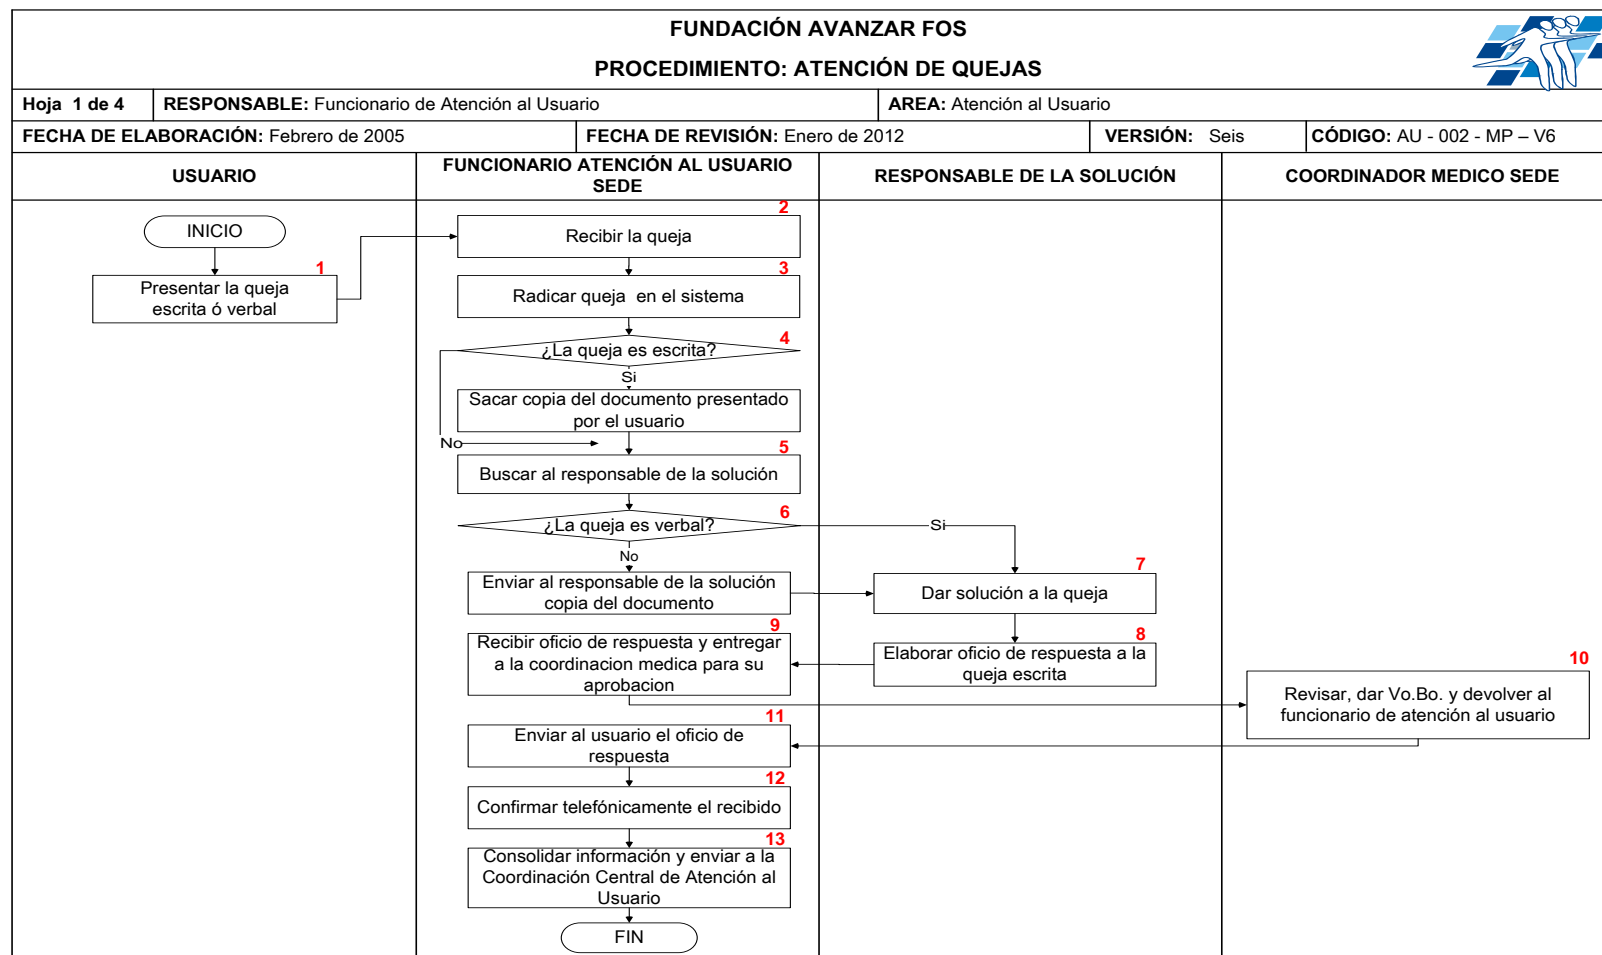 FUNDACIÓN AVANZAR FOS
PROCEDIMIENTO: ATENCIÓN DE QUEJAS
Hoja 1 de 4
RESPONSABLE: Funcionario de Atención al Usuario
AREA: Atención al Usuario
FECHA DE ELABORACIÓN: Febrero de 2005
FECHA DE REVISIÓN: Enero de 2012
VERSIÓN: Seis
CÓDIGO: AU - 002 - MP – V6
USUARIO
FUNCIONARIO ATENCIÓN AL USUARIO
SEDE
RESPONSABLE DE LA SOLUCIÓN
COORDINADOR MEDICO SEDE
INICIO
1
Presentar la queja
escrita ó verbal
2
Recibir la queja
3
Radicar queja en el sistema
4
¿La queja es escrita?
Si
Sacar copia del documento presentado
por el usuario
No
5
Buscar al responsable de la solución
6
¿La queja es verbal?
Si
No
Enviar al responsable de la solución
copia del documento
7
Dar solución a la queja
8
Elaborar oficio de respuesta a la
queja escrita
9
Recibir oficio de respuesta y entregar
a la coordinacion medica para su
aprobacion
10
Revisar, dar Vo.Bo. y devolver al
funcionario de atención al usuario
11
Enviar al usuario el oficio de
respuesta
12
Confirmar telefónicamente el recibido
13
Consolidar información y enviar a la
Coordinación Central de Atención al
Usuario
FIN